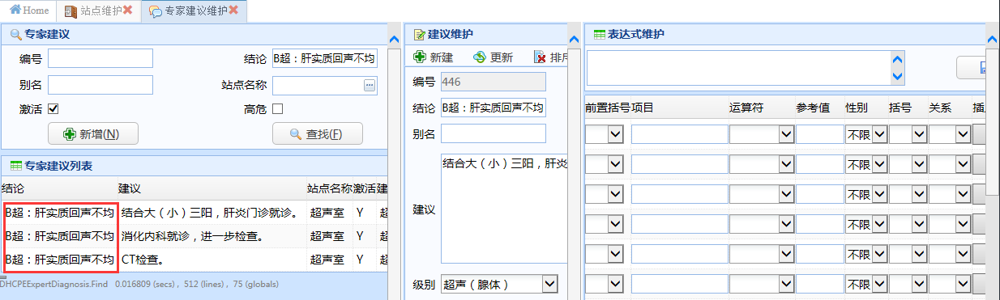 Home 站点维护 专家建议维护
专家建议
编号 结论 B超：肝实质回声不均
别名 站点名称
激活 高危
新增(N) 查找(F)
专家建议列表
结论 建议 站点名称 激活 建
B超：肝实质回声不均 结合大（小）三阳，肝炎门诊就诊。 超声室 Y 超
B超：肝实质回声不均 消化内科就诊，进一步检查。 超声室 Y 超
B超：肝实质回声不均 CT检查。 超声室 Y 超
DHCPEExpertDiagnosis.Find 0.016809 (secs) , 512 (lines) , 75 (globals)
建议维护
新建 更新 排序
编号 446
结论 B超：肝实质回声不均
别名
建议 结合大（小）三阳，肝炎
级别 超声（腺体）
表达式维护
前置括号 项目 运算符 参考值 性别 括号 关系 插
不限
不限
不限
不限
不限
不限